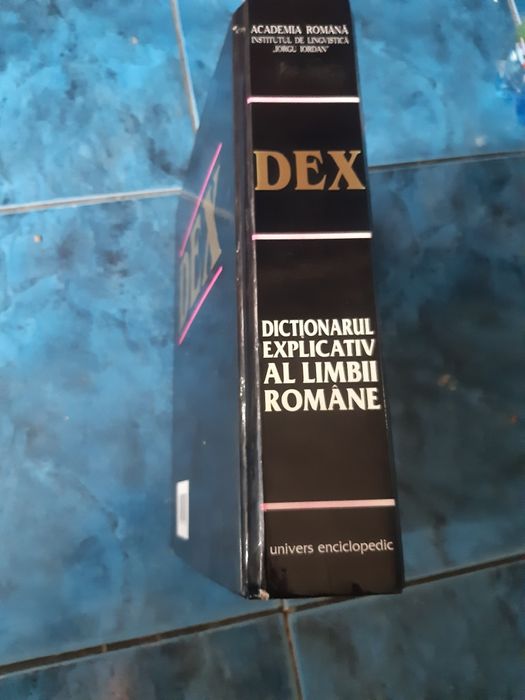 ACADEMIA ROMÂNĂ
INSTITUTUL DE LINGVISTICĂ
„IORGU IORDAN”
DEX
DICȚIONARUL
EXPLICATIV
AL LIMBII
ROMÂNE
univers enciclopedic
DEX